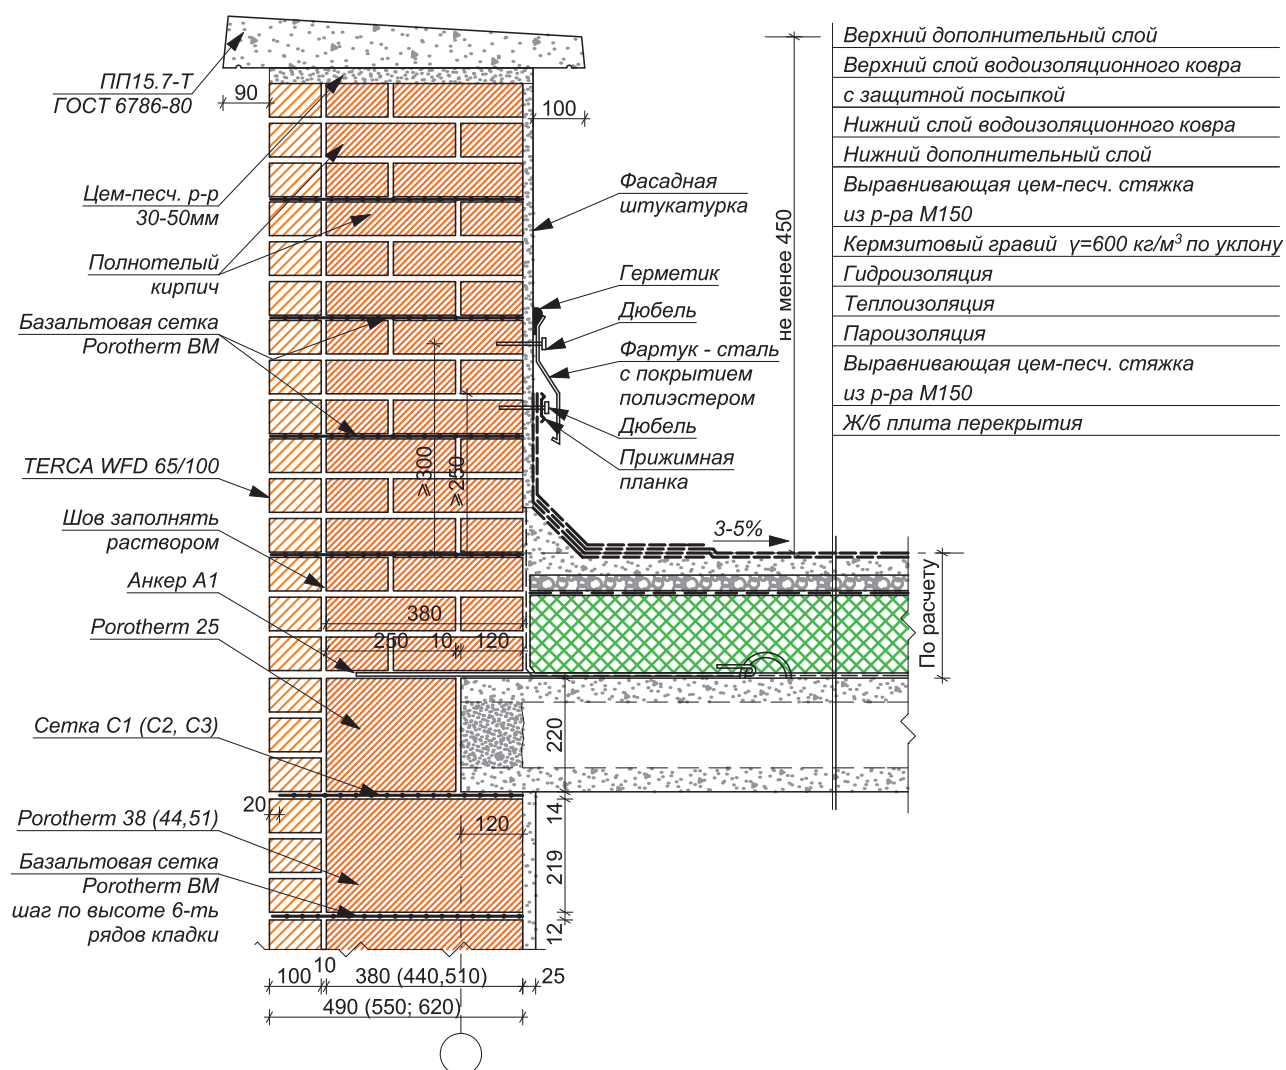 ПП15.7-Т
ГОСТ 6786-80
90
100
Цем-песч. р-р
30-50мм
Полнотелый
кирпич
Базальтовая сетка
Porotherm BM
TERCA WFD 65/100
Шов заполнять
раствором
Анкер А1
Porotherm 25
Сетка С1 (С2, С3)
20
Porotherm 38 (44,51)
Базальтовая сетка
Porotherm BM
шаг по высоте 6-ть
рядов кладки
Фасадная
штукатурка
Герметик
Дюбель
Фартук - сталь
с покрытием
полиэстером
Дюбель
Прижимная
планка
≥300
≥250
не менее 450
3-5%
380
250
10
120
По расчету
220
14
219
12
120
100
10
380 (440,510)
25
490 (550; 620)
Верхний дополнительный слой
Верхний слой водоизоляционного ковра
с защитной посыпкой
Нижний слой водоизоляционного ковра
Нижний дополнительный слой
Выравнивающая цем-песч. стяжка
из р-ра М150
Кермзитовый гравий γ=600 кг/м³ по уклону
Гидроизоляция
Теплоизоляция
Пароизоляция
Выравнивающая цем-песч. стяжка
из р-ра М150
Ж/б плита перекрытия